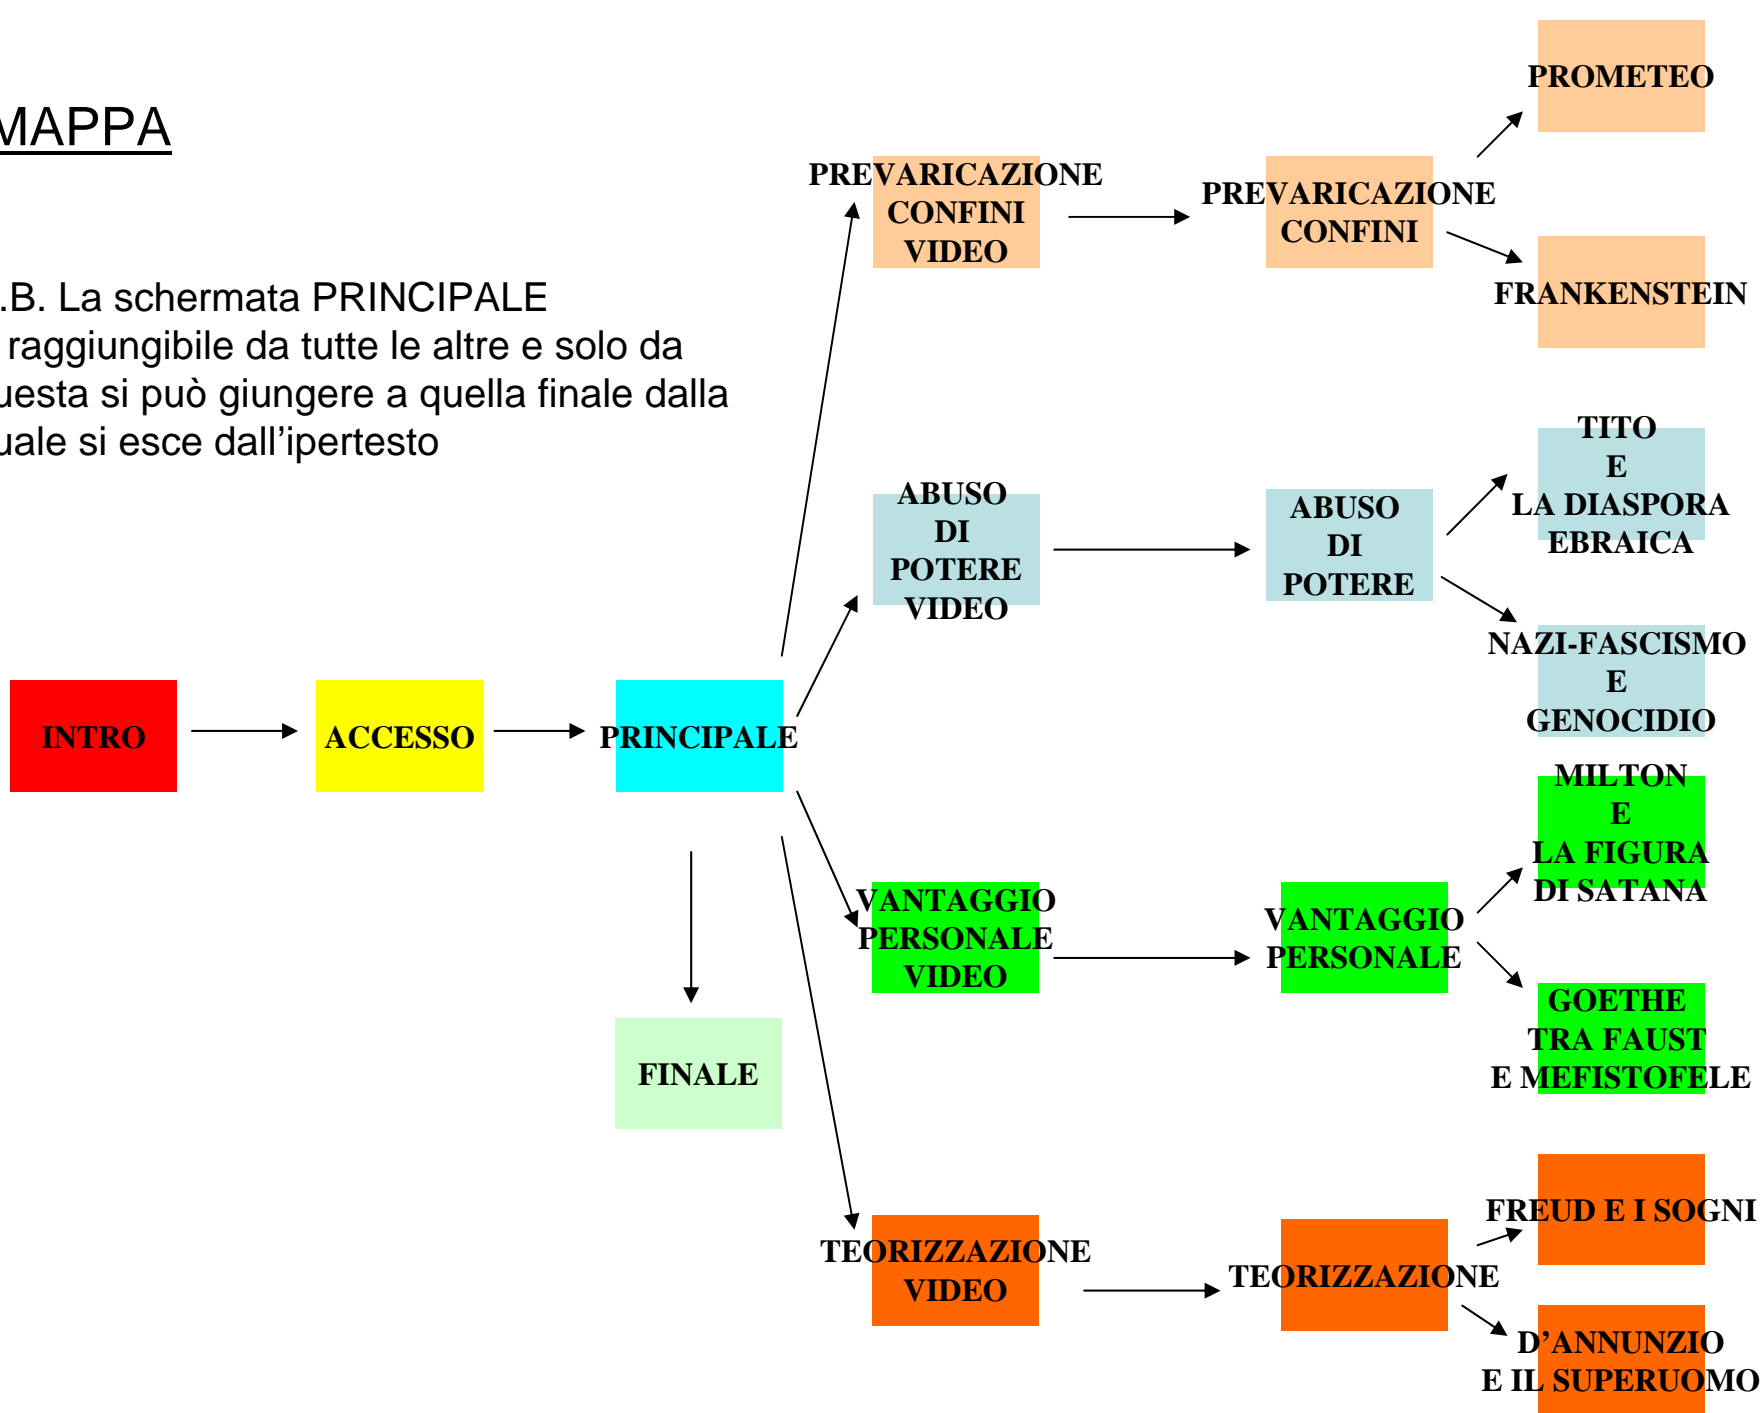 MAPPA
.B. La schermata PRINCIPALE
raggiungibile da tutte le altre e solo da
uesta si può giungere a quella finale dalla
uale si esce dall'ipertesto
INTRO
ACCESSO
PRINCIPALE
FINALE
PREVARICAZIONE
CONFINI
VIDEO
PREVARICAZIONE
CONFINI
PROMETEO
FRANKENSTEIN
ABUSO
DI
POTERE
VIDEO
ABUSO
DI
POTERE
TITO
E
LA DIASPORA
EBRAICA
NAZI-FASCISMO
E
GENOCIDIO
VANTAGGIO
PERSONALE
VIDEO
VANTAGGIO
PERSONALE
MILTON
E
LA FIGURA
DI SATANA
GOETHE
TRA FAUST
E MEFISTOFELE
TEORIZZAZIONE
VIDEO
TEORIZZAZIONE
FREUD E I SOGNI
D'ANNUNZIO
E IL SUPERUOMO